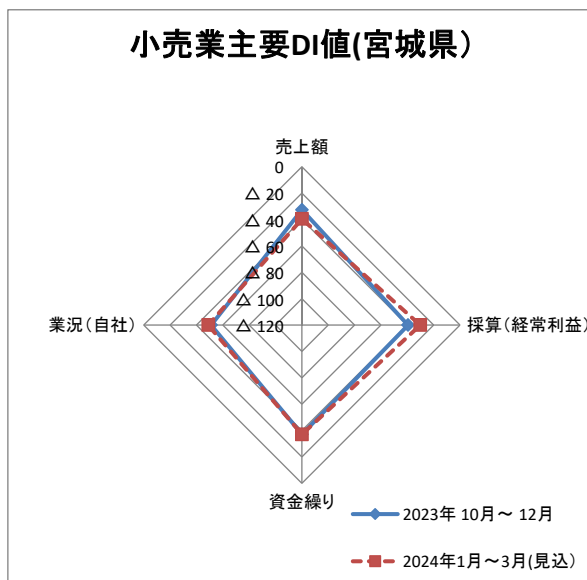 小売業主要DI値(宮城県）
売上額
0
△ 20
△ 40
△ 60
△ 80
△ 100
△ 120
業況（自社）
採算（経常利益）
資金繰り
2023年 10月～ 12月
2024年1月～3月(見込）